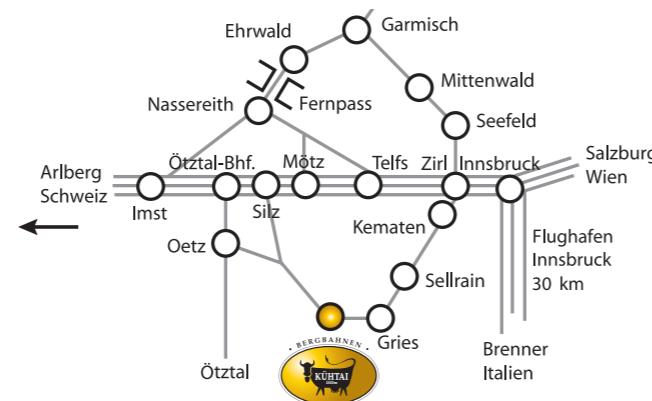 Garmisch
Ehrwald
Mittenwald
Nassereith
Fernpass
Seefeld
Arlberg
Schweiz
Ötztal-Bhf.
Mötz
Telfs
Zirl
Innsbruck
Salzburg
Wien
Imst
Silz
Kematen
Oetz
Flughafen
Innsbruck
30 km
Sellrain
Gries
Brenner
Italien
Ötztal
· BERGBAHNEN ·
KÜHTAI